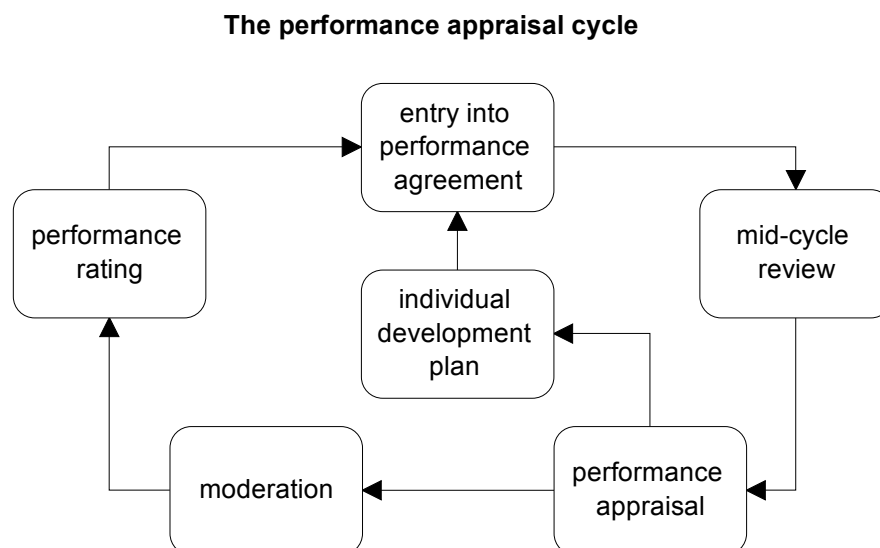 The performance appraisal cycle
entry into
performance
agreement
performance
rating
mid-cycle
review
individual
development
plan
moderation
performance
appraisal